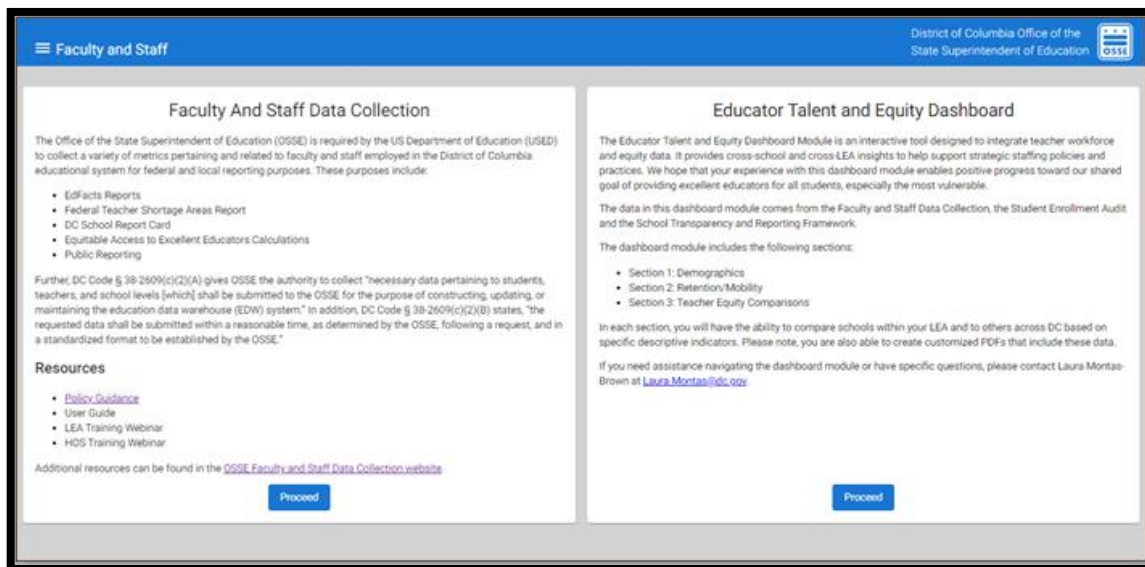 Faculty and Staff
District of Columbia Office of the
State Superintendent of Education
OSSE
Faculty And Staff Data Collection
The Office of the State Superintendent of Education (OSSE) is required by the US Department of Education (USED)
to collect a variety of metrics pertaining and related to faculty and staff employed in the District of Columbia
educational system for federal and local reporting purposes. These purposes include:
• EdFacts Reports
• Federal Teacher Shortage Areas Report
• DC School Report Card
• Equitable Access to Excellent Educators Calculations
• Public Reporting
Further, DC Code § 38-2609(c)(2)(A) gives OSSE the authority to collect "necessary data pertaining to students,
teachers, and school levels [which] shall be submitted to the OSSE for the purpose of constructing, updating, or
maintaining the education data warehouse (EDW) system." In addition, DC Code § 38-2609(c)(2)(B) states, "the
requested data shall be submitted within a reasonable time, as determined by the OSSE, following a request, and in
a standardized format to be established by the OSSE."
Resources
• Policy Guidance
• User Guide
• LEA Training Webinar
• HOS Training Webinar
Additional resources can be found in the OSSE Faculty and Staff Data Collection website.
Proceed
Educator Talent and Equity Dashboard
The Educator Talent and Equity Dashboard Module is an interactive tool designed to integrate teacher workforce
and equity data. It provides cross-school and cross-LEA insights to help support strategic staffing policies and
practices. We hope that your experience with this dashboard module enables positive progress toward our shared
goal of providing excellent educators for all students, especially the most vulnerable.
The data in this dashboard module comes from the Faculty and Staff Data Collection, the Student Enrollment Audit
and the School Transparency and Reporting Framework.
The dashboard module includes the following sections:
• Section 1: Demographics
• Section 2: Retention/Mobility
• Section 3: Teacher Equity Comparisons
In each section, you will have the ability to compare schools within your LEA and to others across DC based on
specific descriptive indicators. Please note, you are also able to create customized PDFs that include these data.
If you need assistance navigating the dashboard module or have specific questions, please contact Laura Montas-
Brown at Laura.Montas@dc.gov.
Proceed